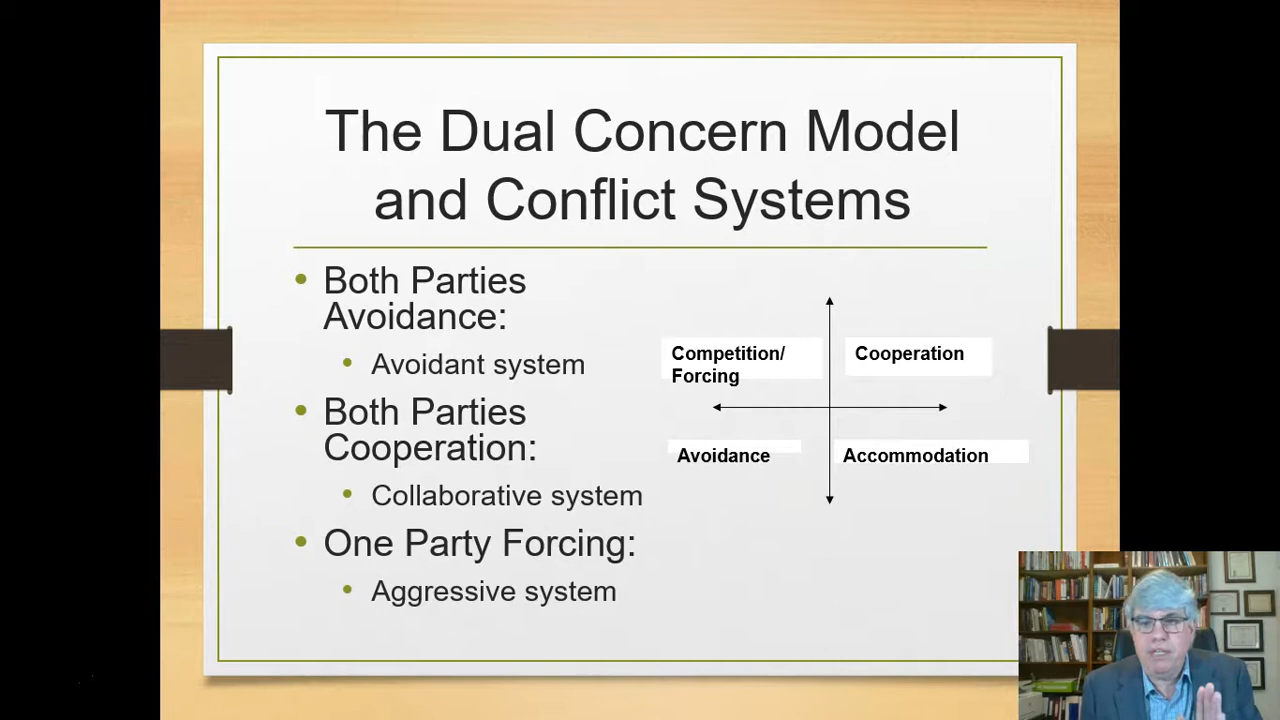 The Dual Concern Model
and Conflict Systems
• Both Parties
Avoidance:
• Avoidant system
• Both Parties
Cooperation:
• Collaborative system
• One Party Forcing:
• Aggressive system
Competition/
Forcing
Cooperation
Avoidance
Accommodation